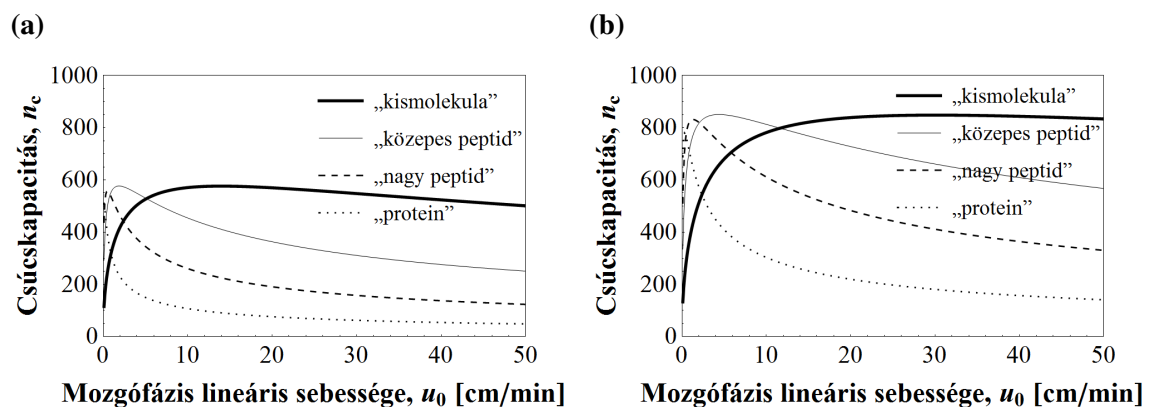 (a)
Csúcskapacitás, nc
1000
800
600
400
200
0
„kismolekula”
„közepes peptid”
„nagy peptid”
„protein”
0 10 20 30 40 50
Mozgófázis lineáris sebessége, u0 [cm/min]
(b)
Csúcskapacitás, nc
1000
800
600
400
200
0
„kismolekula”
„közepes peptid”
„nagy peptid”
„protein”
0 10 20 30 40 50
Mozgófázis lineáris sebessége, u0 [cm/min]